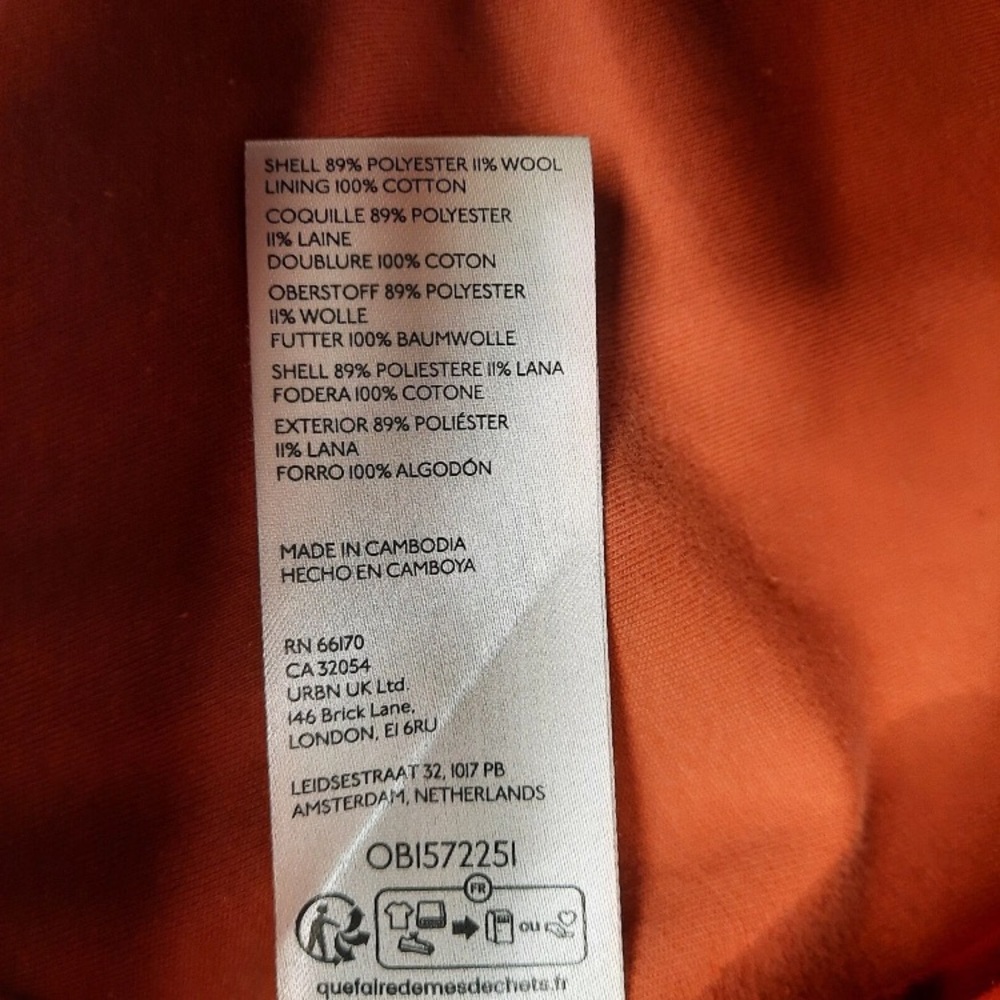 SHELL 89% POLYESTER 11% WOOL
LINING 100% COTTON
COQUILLE 89% POLYESTER
11% LAINE
DOUBLURE 100% COTON
OBERSTOFF 89% POLYESTER
11% WOLLE
FUTTER 100% BAUMWOLLE
SHELL 89% POLIESTERE 11% LANA
FODERA 100% COTONE
EXTERIOR 89% POLIÉSTER
11% LANA
FORRO 100% ALGODÓN
MADE IN CAMBODIA
HECHO EN CAMBOYA
RN 66170
CA 32054
URBN UK Ltd.
146 Brick Lane,
LONDON, E1 6RU
LEIDSESTRAAT 32, 1017 PB
AMSTERDAM, NETHERLANDS
OB1572251
FR
OU
quefairedemesdechets.fr